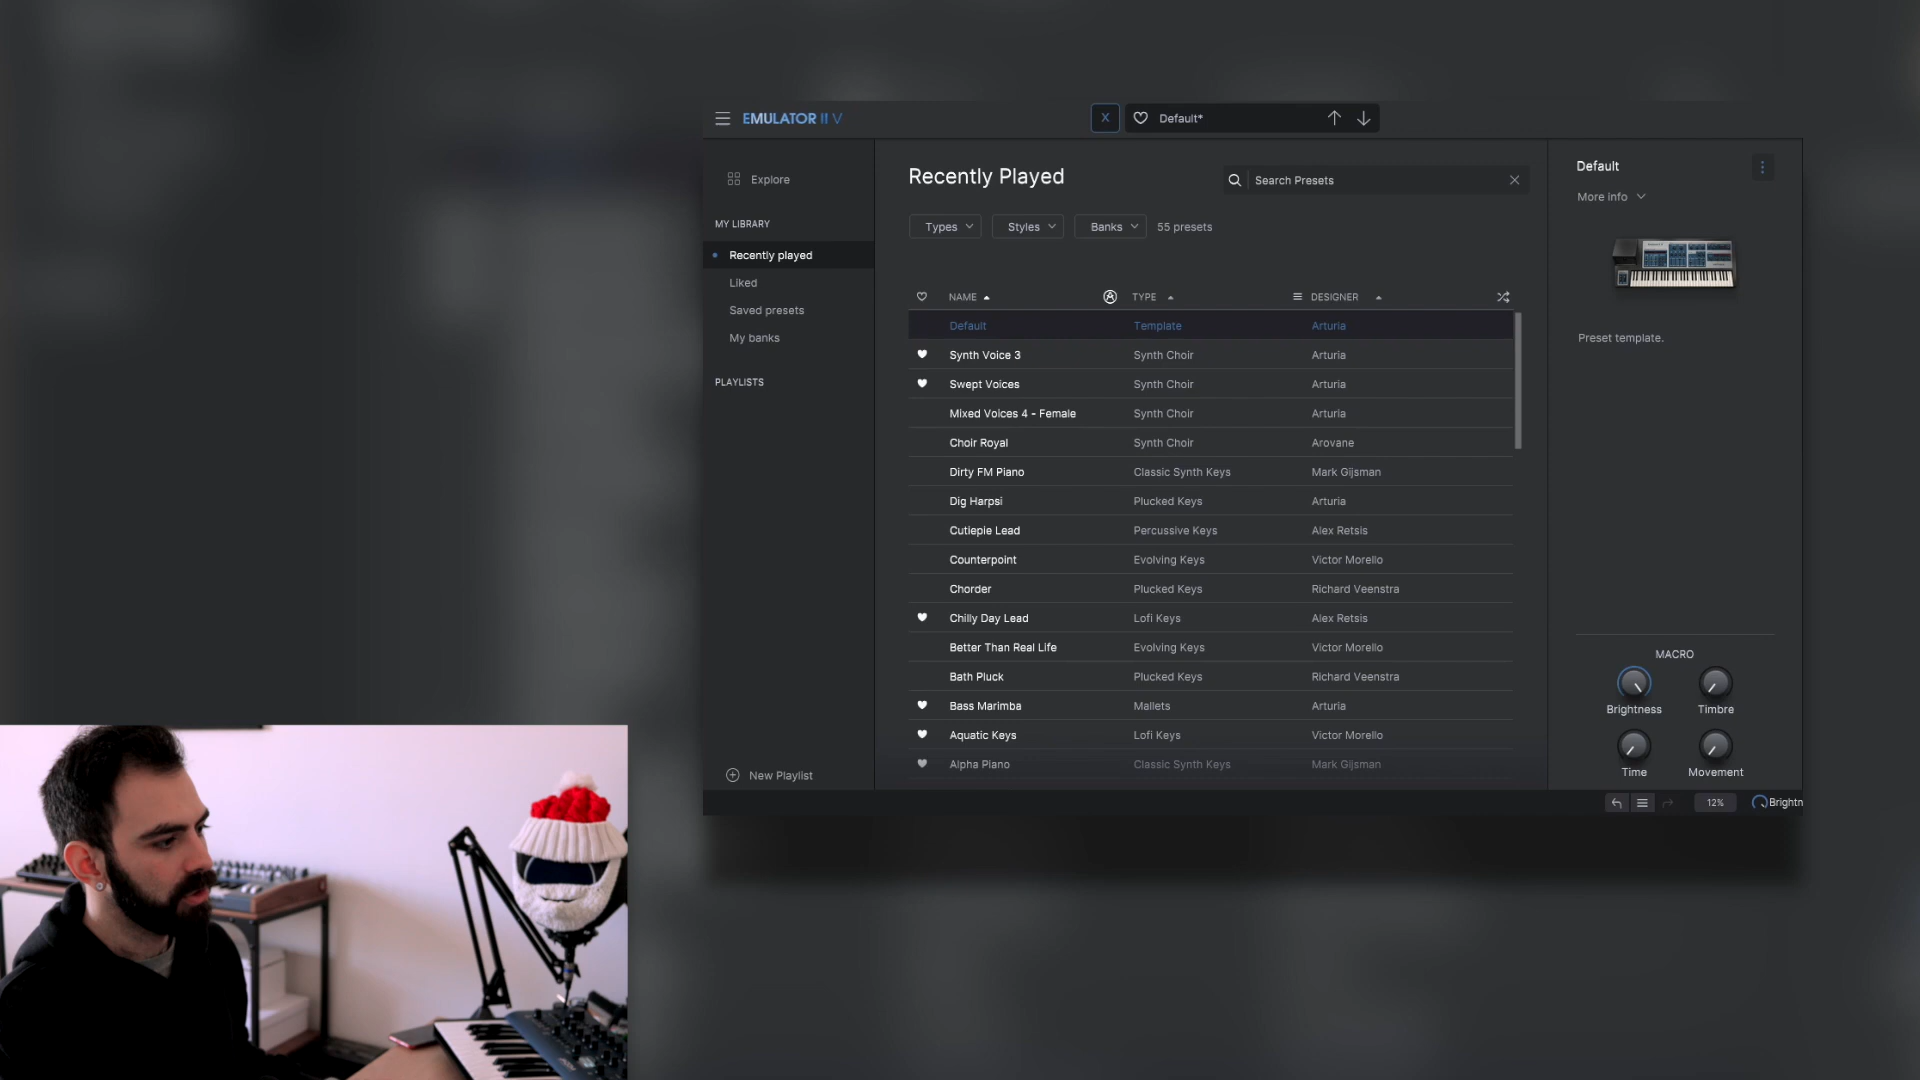 EMULATOR II V
X
Default*
Explore
MY LIBRARY
Recently played
Liked
Saved presets
My banks
PLAYLISTS
New Playlist
Recently Played
Search Presets
Types
Styles
Banks
55 presets
NAME TYPE DESIGNER
Default Template Arturia
Synth Voice 3 Synth Choir Arturia
Swept Voices Synth Choir Arturia
Mixed Voices 4 - Female Synth Choir Arturia
Choir Royal Synth Choir Arovane
Dirty FM Piano Classic Synth Keys Mark Gijsman
Dig Harpsi Plucked Keys Arturia
Cutiepie Lead Percussive Keys Alex Retsis
Counterpoint Evolving Keys Victor Morello
Chorder Plucked Keys Richard Veenstra
Chilly Day Lead Lofi Keys Alex Retsis
Better Than Real Life Evolving Keys Victor Morello
Bath Pluck Plucked Keys Richard Veenstra
Bass Marimba Mallets Arturia
Aquatic Keys Lofi Keys Victor Morello
Alpha Piano Classic Synth Keys Mark Gijsman
Default
More info
Preset template.
MACRO
Brightness Timbre
Time Movement
12% Brightn